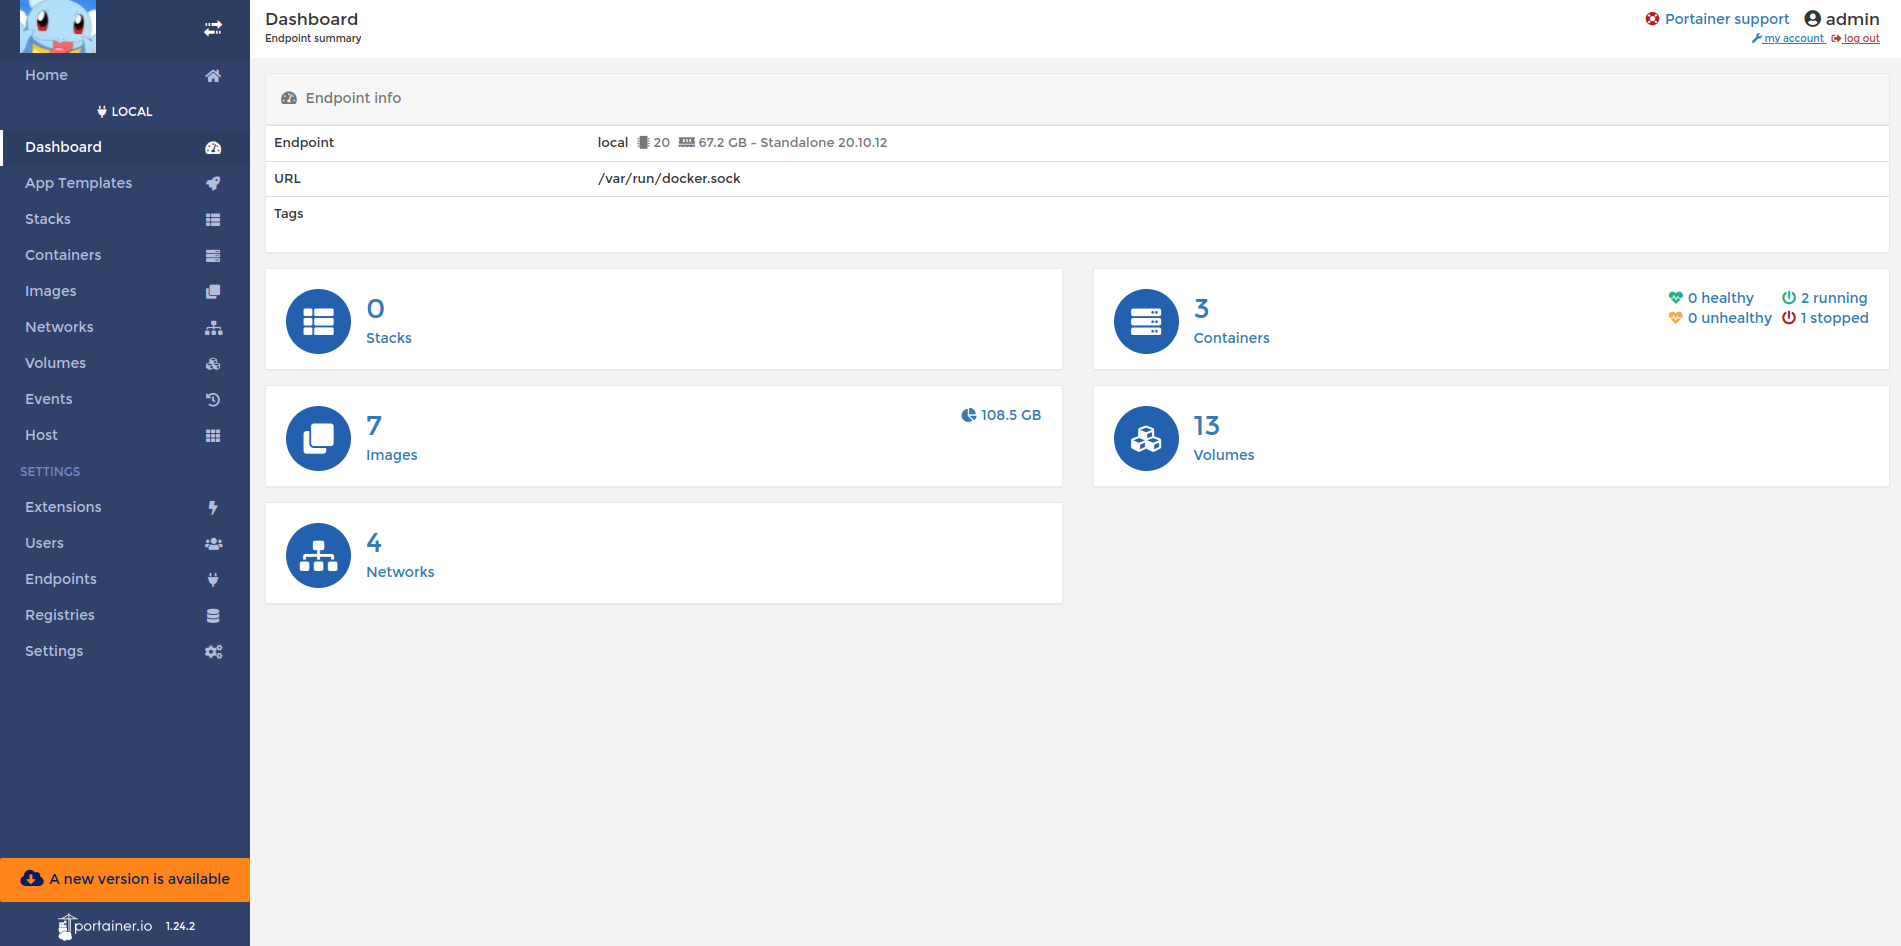 Home
LOCAL
Dashboard
App Templates
Stacks
Containers
Images
Networks
Volumes
Events
Host
SETTINGS
Extensions
Users
Endpoints
Registries
Settings
A new version is available
portainer.io 1.24.2
Dashboard
Endpoint summary
Portainer support admin
my account log out
Endpoint info
Endpoint local 20 67.2 GB - Standalone 20.10.12
URL /var/run/docker.sock
Tags
0
Stacks
3
Containers
0 healthy 2 running
0 unhealthy 1 stopped
7
Images
108.5 GB
13
Volumes
4
Networks